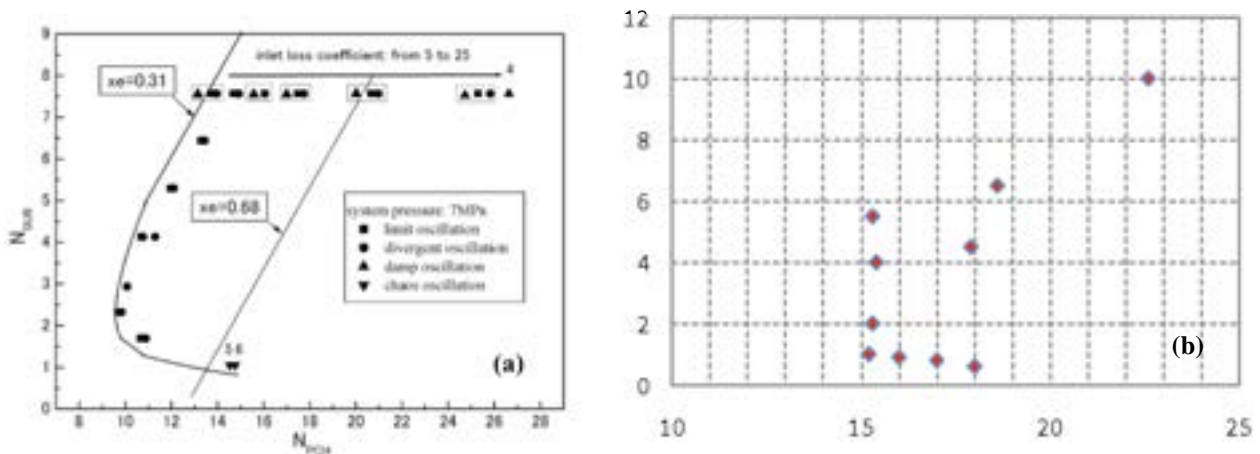 inlet loss coefficient: from 5 to 25
4
xe=0.31
xe=0.68
system pressure: 7MPa
limit oscillation
divergent oscillation
damp oscillation
chaos oscillation
(a)
9
8
7
6
5
4
3
2
1
0
N
8 10 12 14 16 18 20 22 24 26 28
N
12
10
8
6
4
2
0
(b)
10 15 20 25